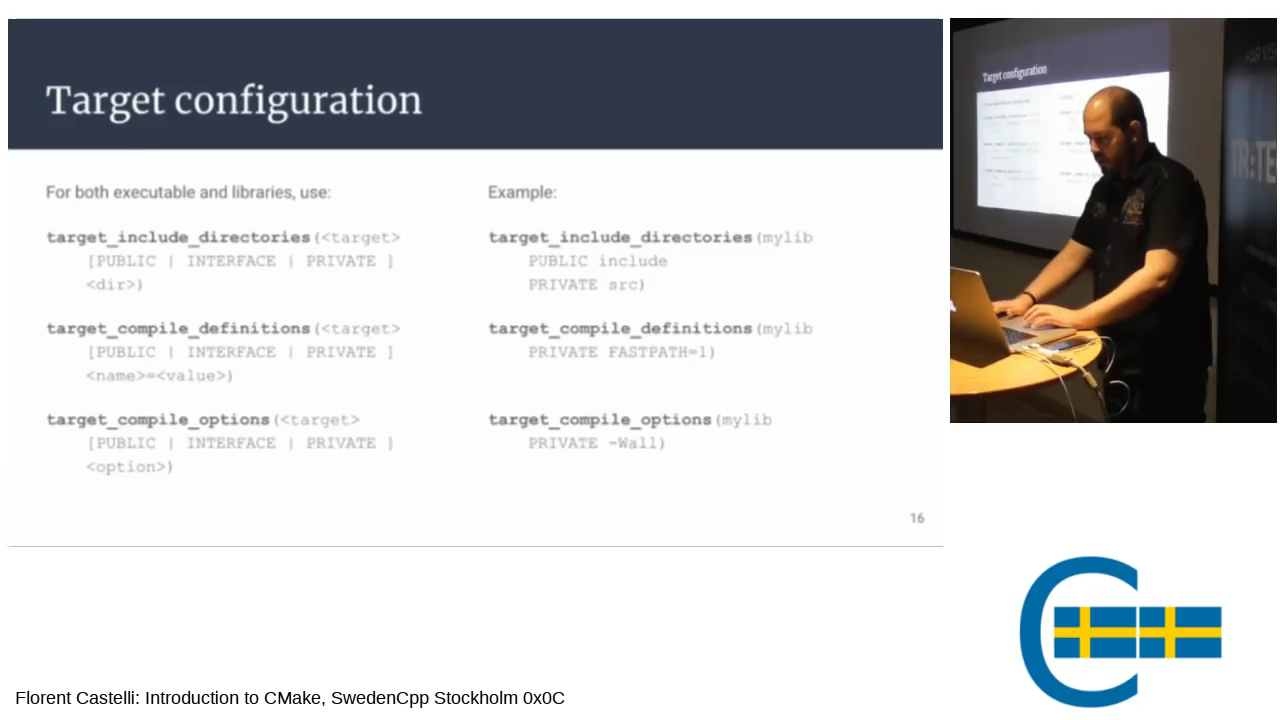 Target configuration
For both executable and libraries, use:
target_include_directories(<target>
[PUBLIC | INTERFACE | PRIVATE ]
<dir>)
target_compile_definitions(<target>
[PUBLIC | INTERFACE | PRIVATE ]
<name>=<value>)
target_compile_options(<target>
[PUBLIC | INTERFACE | PRIVATE ]
<option>)
Example:
target_include_directories(mylib
PUBLIC include
PRIVATE src)
target_compile_definitions(mylib
PRIVATE FASTPATH=1)
target_compile_options(mylib
PRIVATE -Wall)
16
Target configuration
C
Florent Castelli: Introduction to CMake, SwedenCpp Stockholm 0x0C